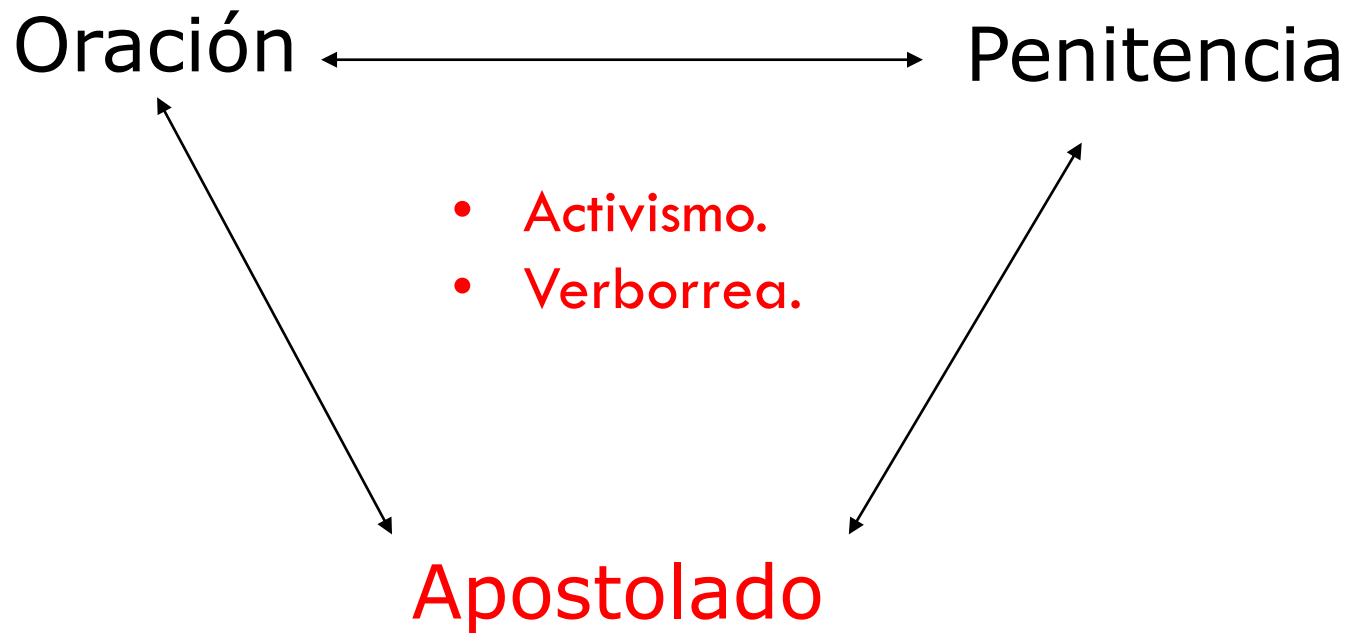 Oración
Penitencia
• Activismo.
• Verborrea.
Apostolado